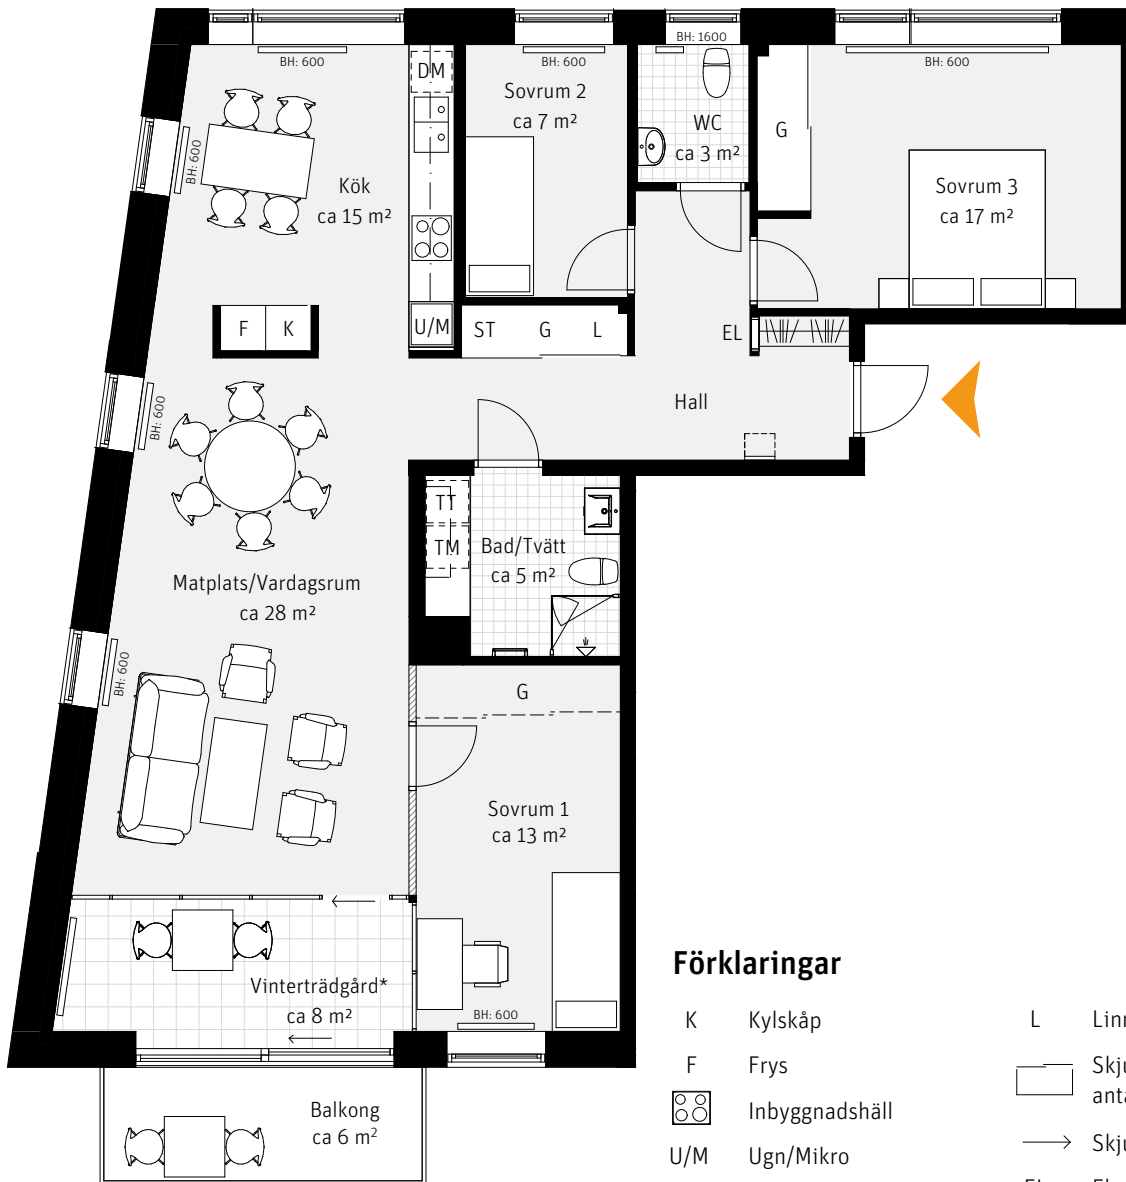 BH: 600
DM
BH: 600
BH: 1600
BH: 600
Sovrum 2
ca 7 m²
WC
ca 3 m²
G
Sovrum 3
ca 17 m²
BH: 600
Kök
ca 15 m²
F
K
U/M
ST
G
L
EL
Hall
BH: 600
TT
TM
Bad/Tvätt
ca 5 m²
Matplats/Vardagsrum
ca 28 m²
BH: 600
G
Sovrum 1
ca 13 m²
Vinterträdgård*
ca 8 m²
BH: 600
Balkong
ca 6 m²
Förklaringar
K Kylskåp
F Frys
Inbyggnadshäll
U/M Ugn/Mikro
L